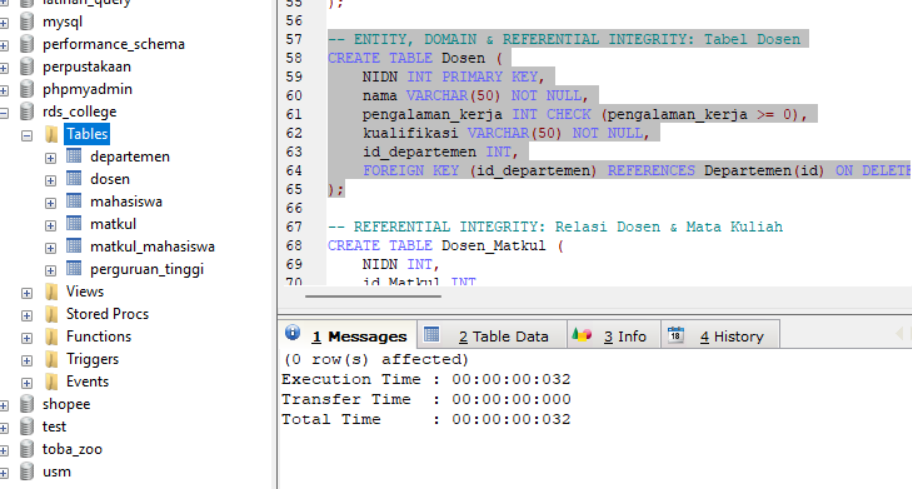 latihan_query
mysql
performance_schema
perpustakaan
phpmyadmin
rds_college
Tables
departemen
dosen
mahasiswa
matkul
matkul_mahasiswa
perguruan_tinggi
Views
Stored Procs
Functions
Triggers
Events
shopee
test
toba_zoo
usm
55 );
56
57 -- ENTITY, DOMAIN & REFERENTIAL INTEGRITY: Tabel Dosen
58 CREATE TABLE Dosen (
59 NIDN INT PRIMARY KEY,
60 nama VARCHAR(50) NOT NULL,
61 pengalaman_kerja INT CHECK (pengalaman_kerja >= 0),
62 kualifikasi VARCHAR(50) NOT NULL,
63 id_departemen INT,
64 FOREIGN KEY (id_departemen) REFERENCES Departemen(id) ON DELETE
65 );
66
67 -- REFERENTIAL INTEGRITY: Relasi Dosen & Mata Kuliah
68 CREATE TABLE Dosen_Matkul (
69 NIDN INT,
70 id_Matkul INT
1 Messages 2 Table Data 3 Info 18 4 History
(0 row(s) affected)
Execution Time : 00:00:00:032
Transfer Time : 00:00:00:000
Total Time : 00:00:00:032